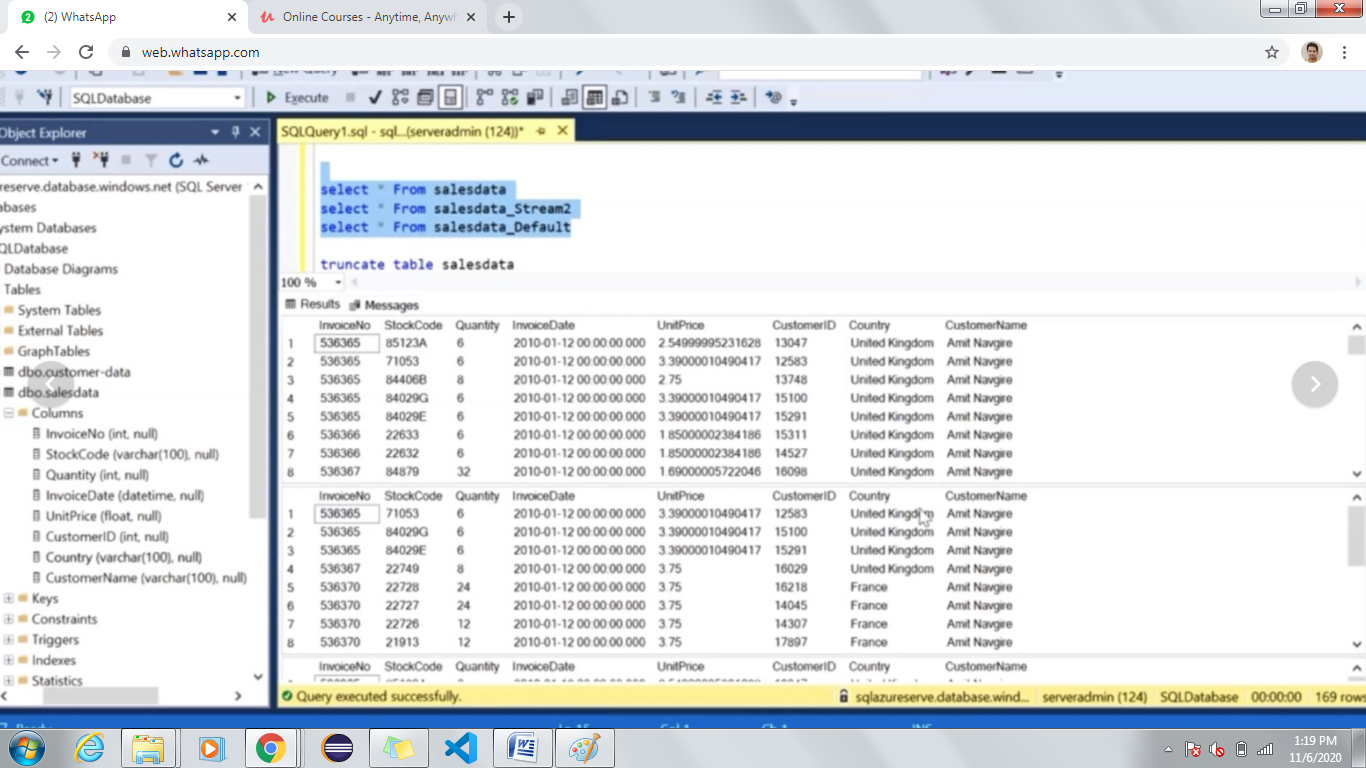 (2) WhatsApp
Online Courses - Anytime, Anywh
web.whatsapp.com
SQLDatabase
Execute
Object Explorer
SQLQuery1.sql - sql...(serveradmin (124))*
Connect
reserve.database.windows.net (SQL Server
abases
ystem Databases
QLDatabase
Database Diagrams
Tables
System Tables
External Tables
GraphTables
dbo.customer-data
dbo.salesdata
Columns
InvoiceNo (int, null)
StockCode (varchar(100), null)
Quantity (int, null)
InvoiceDate (datetime, null)
UnitPrice (float, null)
CustomerID (int, null)
Country (varchar(100), null)
CustomerName (varchar(100), null)
Keys
Constraints
Triggers
Indexes
Statistics
select * From salesdata
select * From salesdata_Stream2
select * From salesdata_Default
truncate table salesdata
100 %
Results Messages
InvoiceNo StockCode Quantity InvoiceDate UnitPrice CustomerID Country CustomerName
1 536365 85123A 6 2010-01-12 00:00:00.000 2.54999995231628 13047 United Kingdom Amit Navgire
2 536365 71053 6 2010-01-12 00:00:00.000 3.39000010490417 12583 United Kingdom Amit Navgire
3 536365 84406B 8 2010-01-12 00:00:00.000 2.75 13748 United Kingdom Amit Navgire
4 536365 84029G 6 2010-01-12 00:00:00.000 3.39000010490417 15100 United Kingdom Amit Navgire
5 536365 84029E 6 2010-01-12 00:00:00.000 3.39000010490417 15291 United Kingdom Amit Navgire
6 536366 22633 6 2010-01-12 00:00:00.000 1.85000002384186 15311 United Kingdom Amit Navgire
7 536366 22632 6 2010-01-12 00:00:00.000 1.85000002384186 14527 United Kingdom Amit Navgire
8 536367 84879 32 2010-01-12 00:00:00.000 1.69000005722046 16098 United Kingdom Amit Navgire
InvoiceNo StockCode Quantity InvoiceDate UnitPrice CustomerID Country CustomerName
1 536365 71053 6 2010-01-12 00:00:00.000 3.39000010490417 12583 United Kingdom Amit Navgire
2 536365 84029G 6 2010-01-12 00:00:00.000 3.39000010490417 15100 United Kingdom Amit Navgire
3 536365 84029E 6 2010-01-12 00:00:00.000 3.39000010490417 15291 United Kingdom Amit Navgire
4 536367 22749 8 2010-01-12 00:00:00.000 3.75 16029 United Kingdom Amit Navgire
5 536370 22728 24 2010-01-12 00:00:00.000 3.75 16218 France Amit Navgire
6 536370 22727 24 2010-01-12 00:00:00.000 3.75 14045 France Amit Navgire
7 536370 22726 12 2010-01-12 00:00:00.000 3.75 14307 France Amit Navgire
8 536370 21913 12 2010-01-12 00:00:00.000 3.75 17897 France Amit Navgire
InvoiceNo StockCode Quantity InvoiceDate UnitPrice CustomerID Country CustomerName
Query executed successfully. sqlazureserve.database.wind... serveradmin (124) SQLDatabase 00:00:00 169 rows
1:19 PM
11/6/2020